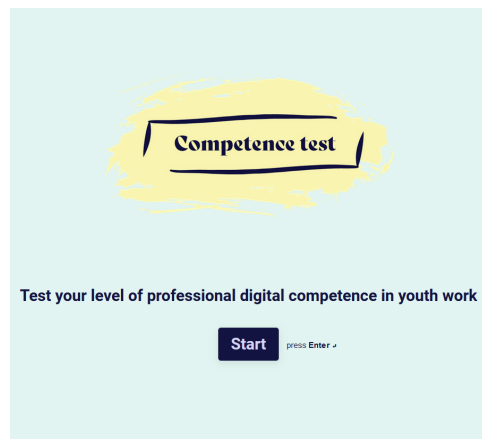 Competence test
Test your level of professional digital competence in youth work
Start press Enter ↵